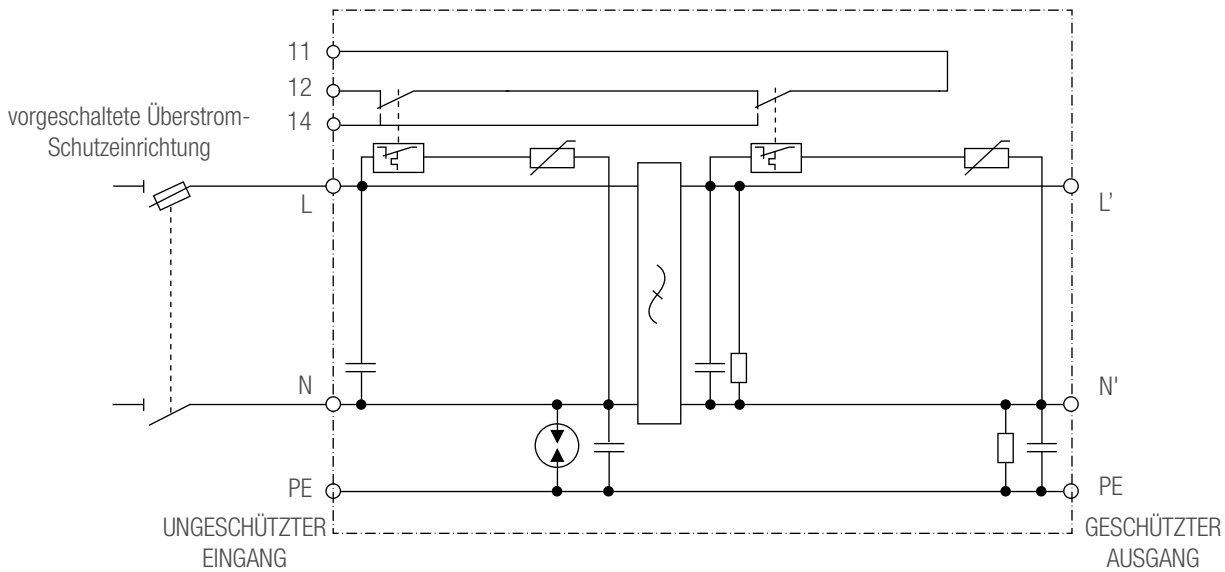 11
12
14
vorgeschaltete Überstrom-
Schutzeinrichtung
L
L’
N
N'
PE
PE
UNGESCHÜTZTER
EINGANG
GESCHÜTZTER
AUSGANG